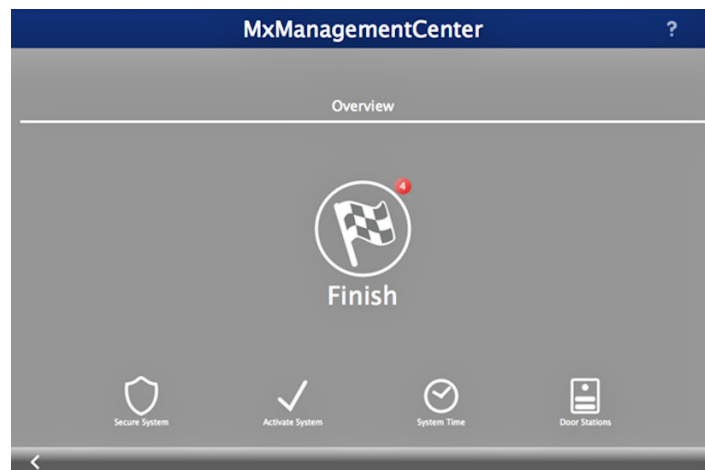 MxManagementCenter ?
Overview
4
Finish
Secure System Activate System System Time Door Stations